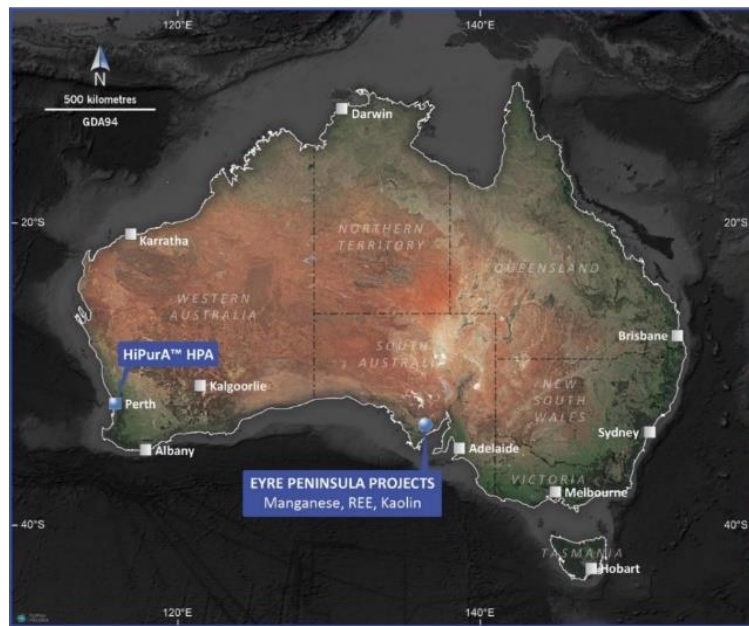 120°E
140°E
N
500 kilometres
GDA94
Darwin
20°S
20°S
Karratha
NORTHERN
TERRITORY
QUEENSLAND
WESTERN
AUSTRALIA
SOUTH
AUSTRALIA
Brisbane
HiPurA™ HPA
Kalgoorlie
Perth
NEW
SOUTH
WALES
Sydney
Albany
Adelaide
EYRE PENINSULA PROJECTS
Manganese, REE, Kaolin
VICTORIA
Melbourne
40°S
40°S
TASMANIA
Hobart
120°E
140°E